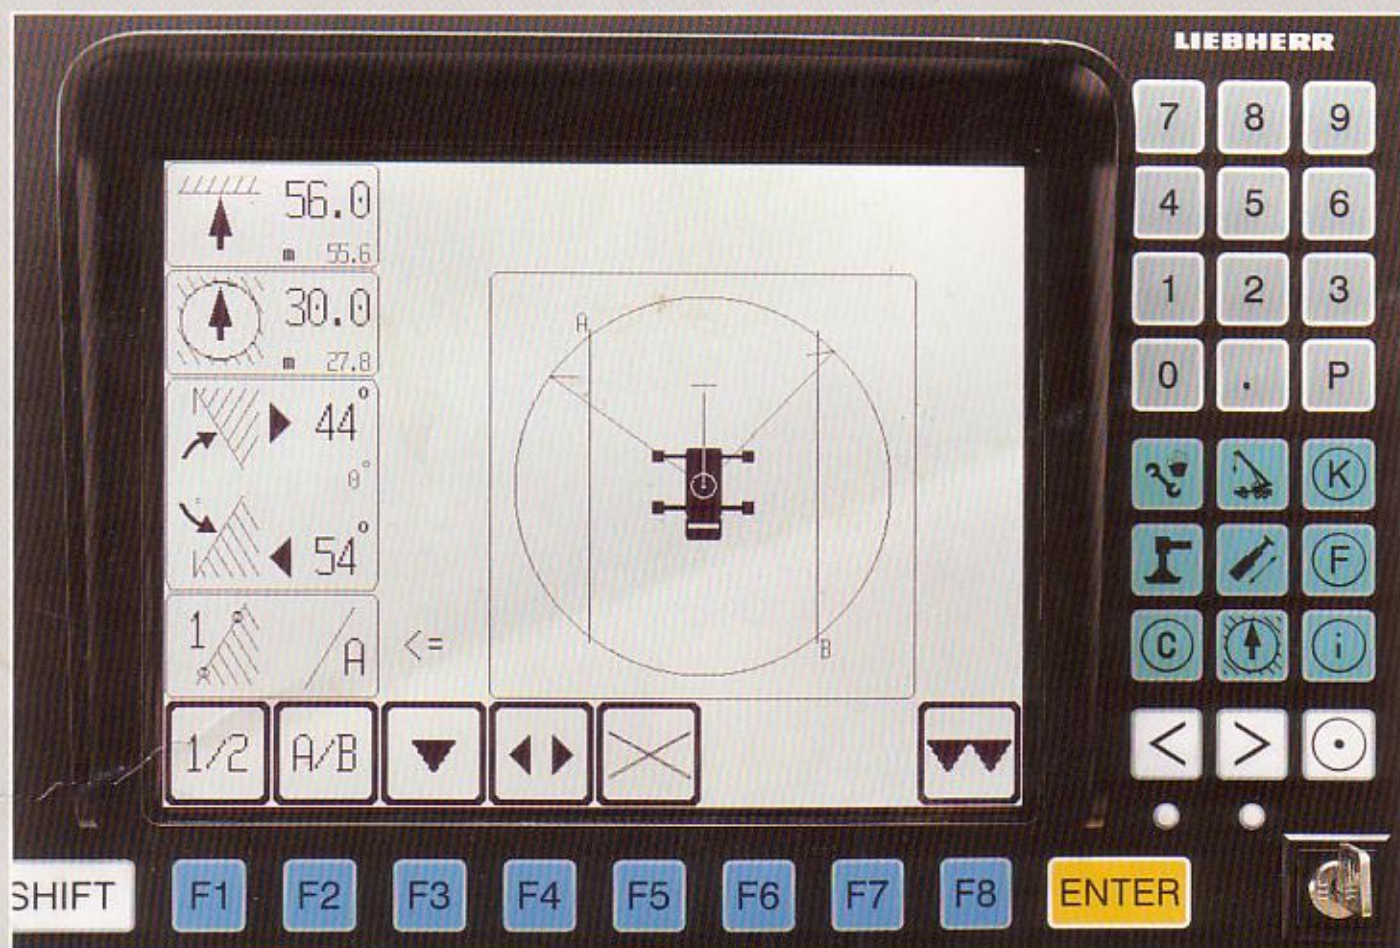 LIEBHERR
7 8 9
4 5 6
1 2 3
0 . P
K
F
C i
< >
56.0
m 55.6
30.0
m 27.8
44°
0°
54°
1 A <=
A
B
1/2 A/B
SHIFT F1 F2 F3 F4 F5 F6 F7 F8 ENTER